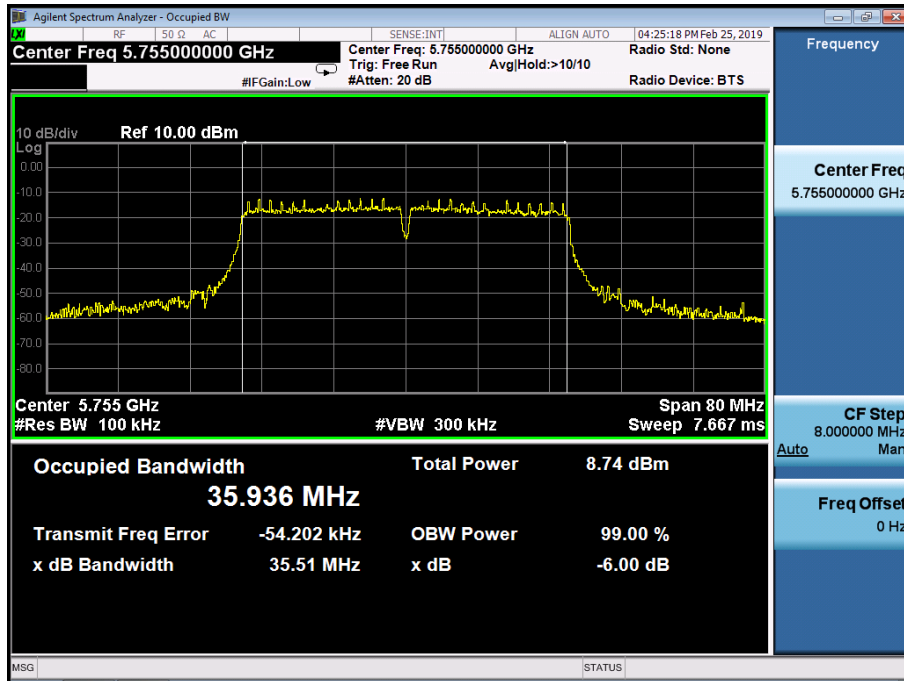 Agilent Spectrum Analyzer - Occupied BW
LXI RF 50 Ω AC SENSE:INT ALIGN AUTO 04:25:18 PM Feb 25, 2019
Center Freq 5.755000000 GHz
Center Freq: 5.755000000 GHz
Radio Std: None
Trig: Free Run Avg|Hold:>10/10
#IFGain:Low
#Atten: 20 dB
Radio Device: BTS
Frequency
10 dB/div Ref 10.00 dBm
Log
0.00
-10.0
-20.0
-30.0
-40.0
-50.0
-60.0
-70.0
-80.0
Center 5.755 GHz Span 80 MHz
#Res BW 100 kHz #VBW 300 kHz Sweep 7.667 ms
Occupied Bandwidth Total Power 8.74 dBm
35.936 MHz
Transmit Freq Error -54.202 kHz OBW Power 99.00 %
x dB Bandwidth 35.51 MHz x dB -6.00 dB
Center Freq
5.755000000 GHz
CF Step
8.000000 MHz
Auto Man
Freq Offset
0 Hz
MSG STATUS